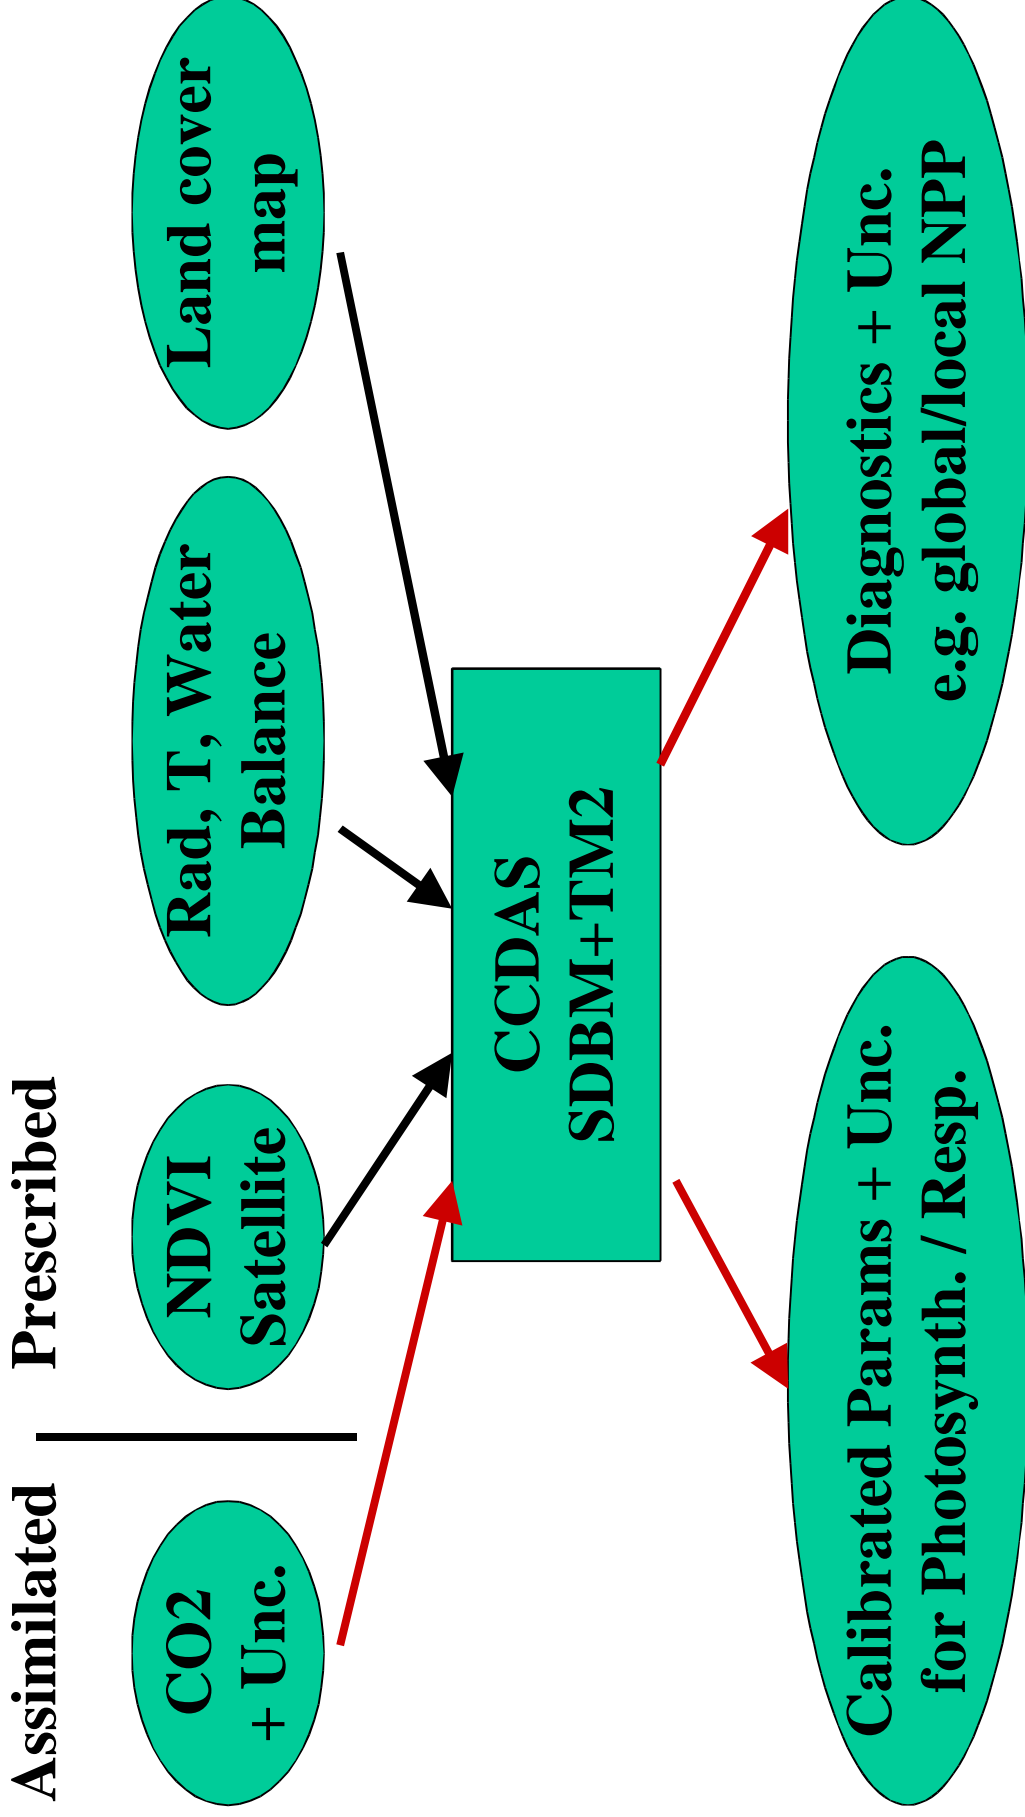 Assimilated
Prescribed
CO2
+ Unc.
NDVI
Satellite
Rad, T, Water
Balance
Land cover
map
CCDAS
SDBM+TM2
Calibrated Params + Unc.
for Photosynth. / Resp.
Diagnostics + Unc.
e.g. global/local NPP